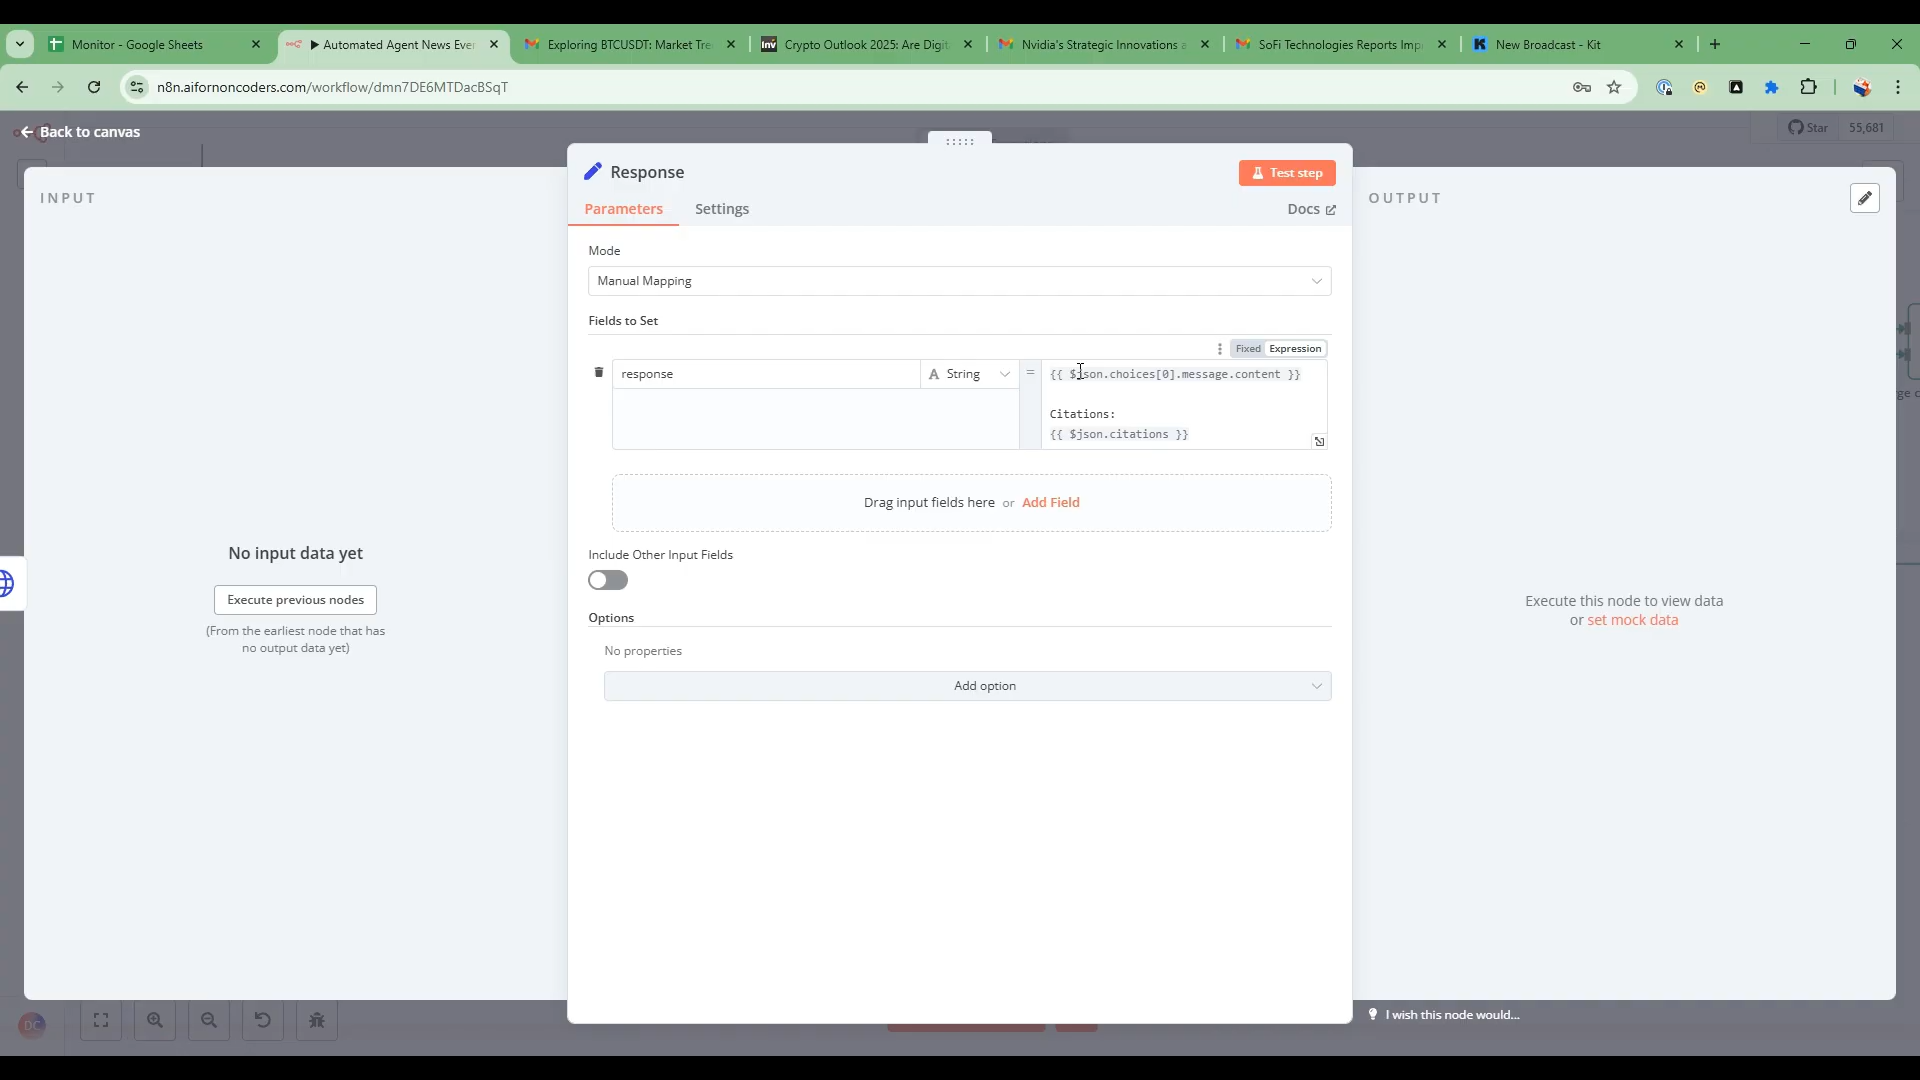 Monitor - Google Sheets
Automated Agent News Eve
Exploring BTCUSDT: Market Tre
Crypto Outlook 2025: Are Digit
Nvidia's Strategic Innovations a
SoFi Technologies Reports Imp
New Broadcast - Kit
n8n.aifornoncoders.com/workflow/dmn7DE6MTDacBSqT
Back to canvas
Star 55,681
INPUT
Response
Test step
OUTPUT
Parameters
Settings
Docs
Mode
Manual Mapping
Fields to Set
Fixed Expression
response
A String
=
{{ $json.choices[0].message.content }}
Citations:
{{ $json.citations }}
Drag input fields here or Add Field
No input data yet
Execute previous nodes
(From the earliest node that has
no output data yet)
Include Other Input Fields
Options
No properties
Add option
Execute this node to view data
or set mock data
I wish this node would...
DC